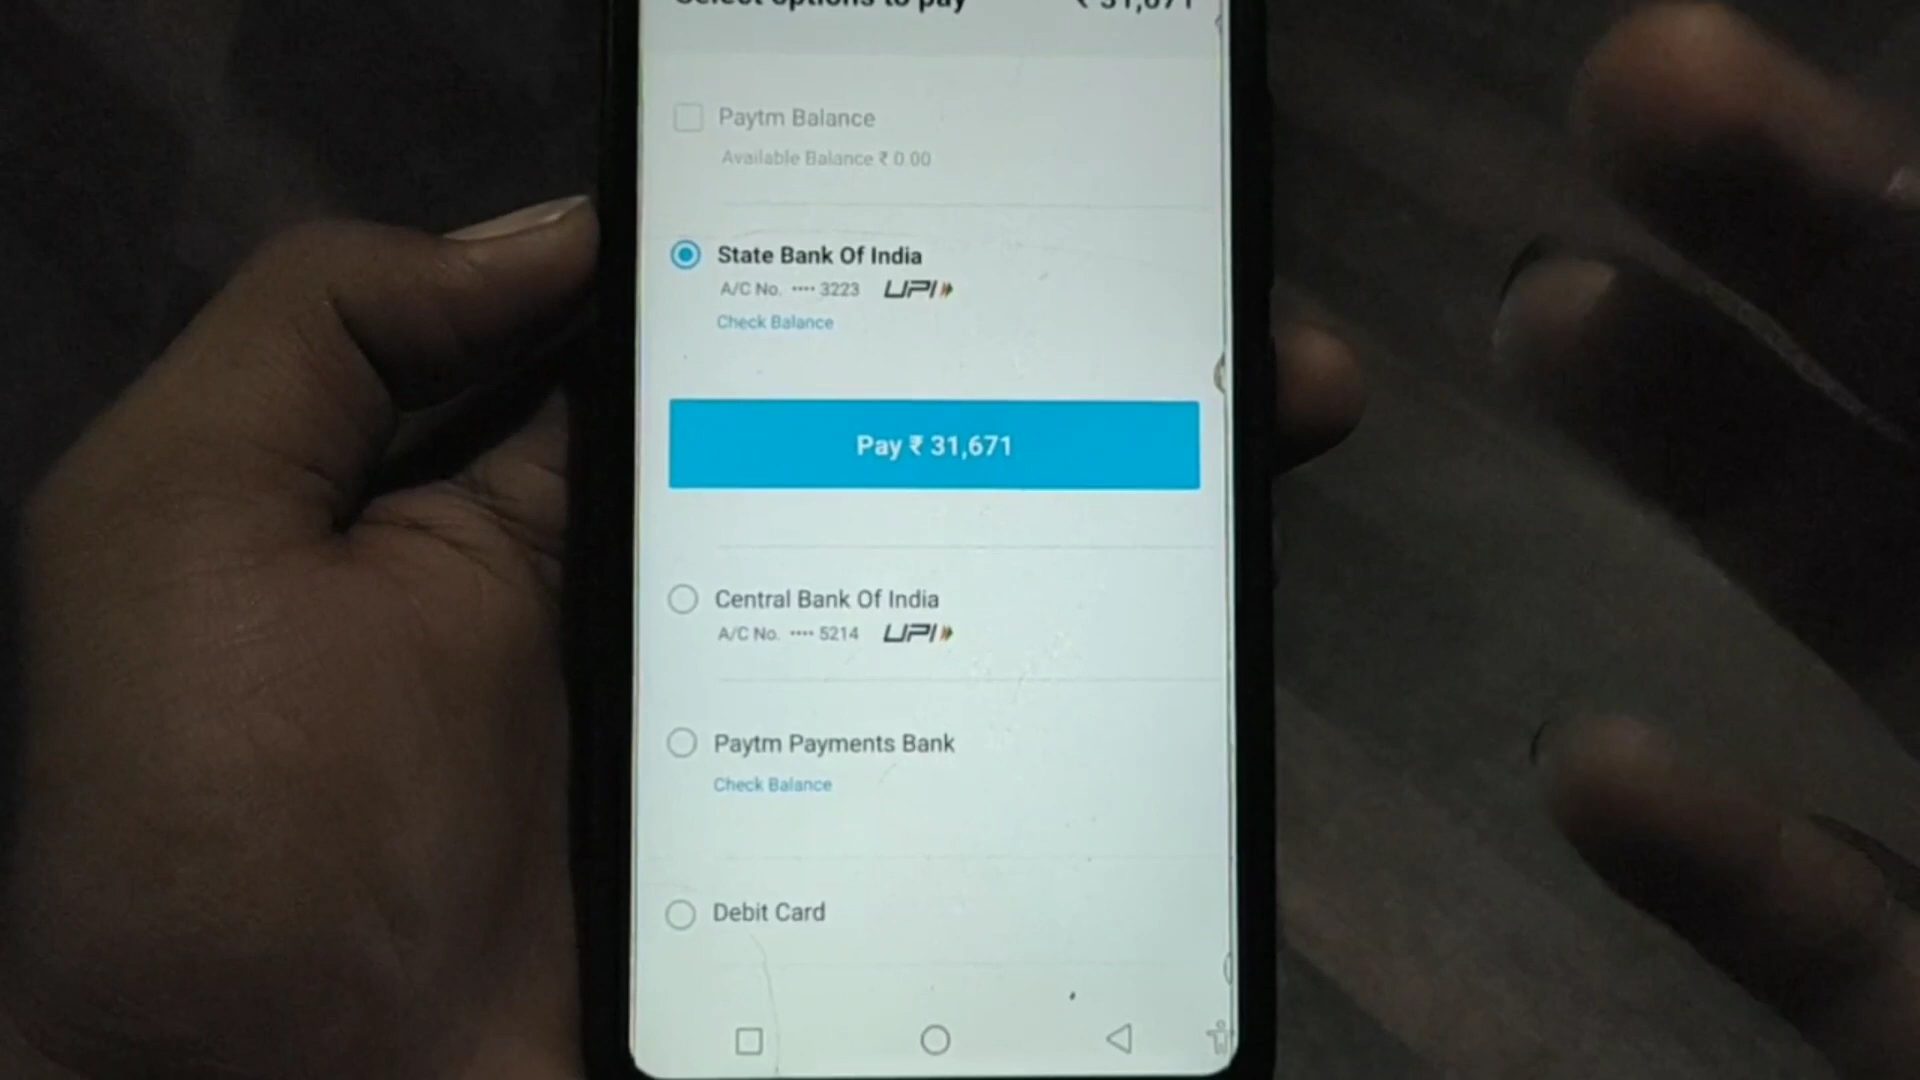 Select options to pay ₹ 31,671
Paytm Balance
Available Balance ₹ 0.00
State Bank Of India
A/C No. •••• 3223 UPI
Check Balance
Pay ₹ 31,671
Central Bank Of India
A/C No. •••• 5214 UPI
Paytm Payments Bank
Check Balance
Debit Card